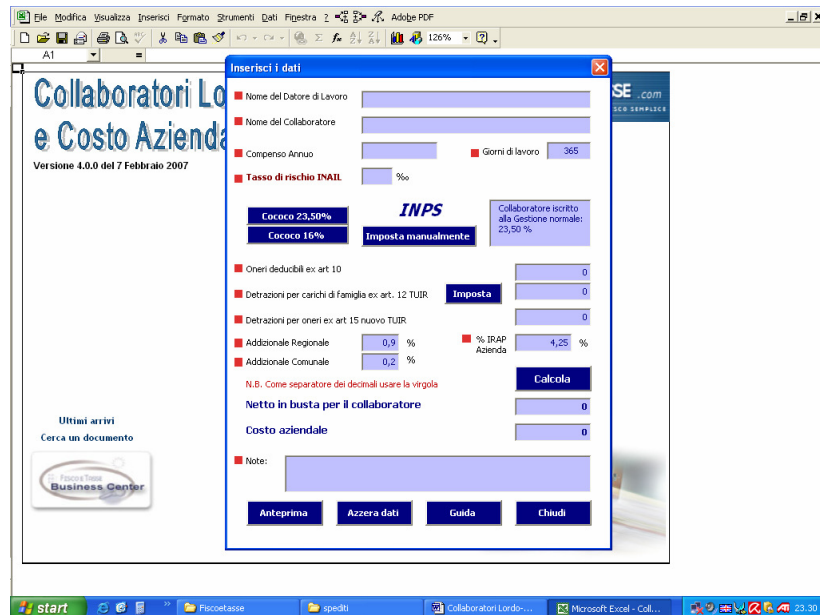 File Modifica Visualizza Inserisci Formato Strumenti Dati Finestra ? Adobe PDF
126%
A1 =
Inserisci i dati
Collaboratori Lo
e Costo Azienda
Versione 4.0.0 del 7 Febbraio 2007
SSE .com
SCO SEMPLICE
Nome del Datore di Lavoro
Nome del Collaboratore
Compenso Annuo
Giorni di lavoro 365
Tasso di rischio INAIL ‰
Cococo 23,50%
Cococo 16%
INPS
Imposta manualmente
Collaboratore iscritto
alla Gestione normale:
23,50 %
Oneri deducibili ex art 10 0
Detrazioni per carichi di famiglia ex art. 12 TUIR Imposta 0
Detrazioni per oneri ex art 15 nuovo TUIR 0
Addizionale Regionale 0,9 %
% IRAP
Azienda 4,25 %
Addizionale Comunale 0,2 %
N.B. Come separatore dei decimali usare la virgola
Calcola
Netto in busta per il collaboratore 0
Costo aziendale 0
Note:
Anteprima Azzera dati Guida Chiudi
Ultimi arrivi
Cerca un documento
Fisco e Tasse
Business Center
start Fiscoetasse spediti Collaboratori Lordo-... Microsoft Excel - Coll... 23.30